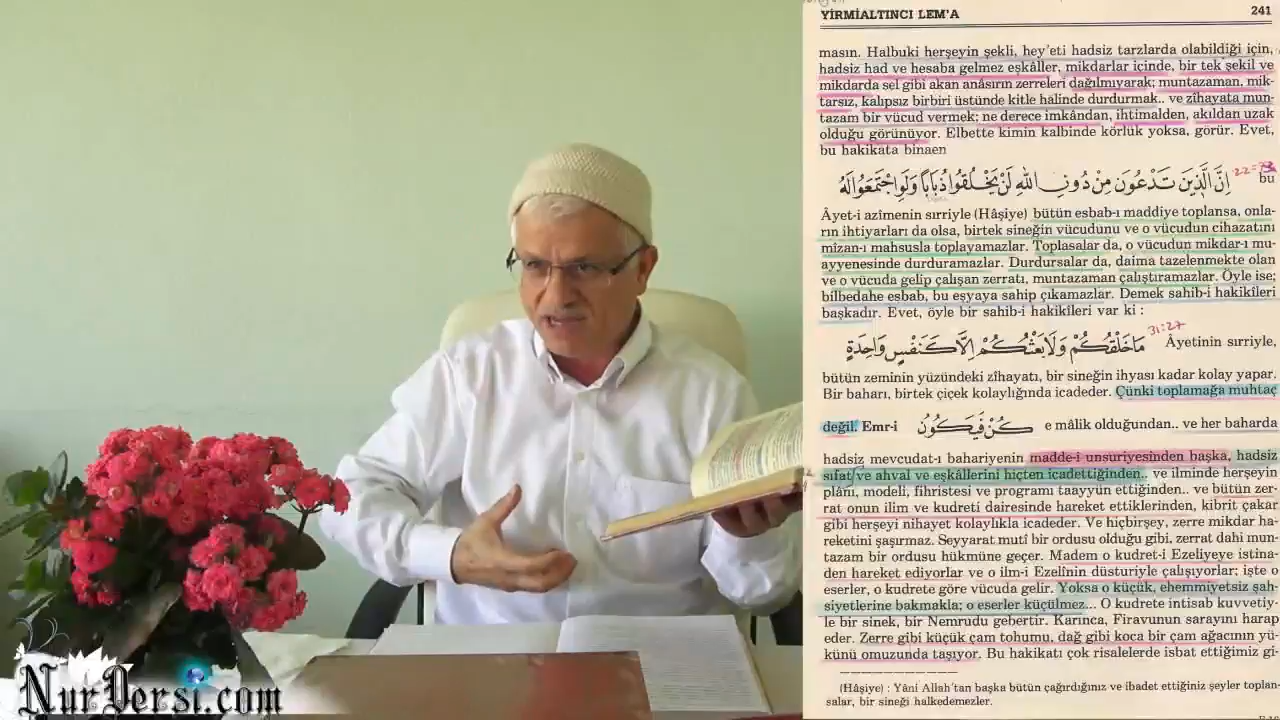 YİRMİALTINCI LEM'A 241
masın. Halbuki herşeyin şekli, hey'eti hadsiz tarzlarda olabildiği için,
hadsiz had ve hesaba gelmez eşkâller, mikdarlar içinde, bir tek şekil ve
mikdarda sel gibi akan anâsırın zerreleri dağılmıyarak; muntazaman, mik-
tarsız, kalıpsız birbiri üstünde kitle halinde durdurmak.. ve zîhayata mun-
tazam bir vücud vermek; ne derece imkândan, ihtimalden, akıldan uzak
olduğu görünüyor. Elbette kimin kalbinde körlük yoksa, görür. Evet,
bu hakikata binaen
اِنَّ الَّذِينَ تَدْعُونَ مِنْ دُونِ اللّٰهِ لَنْ يَخْلُقُوا ذُبَابًا وَلَوِ اجْتَمَعُوا لَهُ 22=73 bu
Âyet-i azîmenin sırriyle (Hâşiye) bütün esbab-ı maddiye toplansa, onla-
rın ihtiyarları da olsa, birtek sineğin vücudunu ve o vücudun cihazatını
mizan-ı mahsusla toplayamazlar. Toplasalar da, o vücudun mikdar-ı mu-
ayyenesinde durduramazlar. Durdursalar da, daima tazelenmekte olan
ve o vücuda gelip çalışan zerratı, muntazaman çalıştıramazlar. Öyle ise;
bilbedahe esbab, bu eşyaya sahip çıkamazlar. Demek sahib-i hakikîleri
başkadır. Evet, öyle bir sahib-i hakikîleri var ki :
مَا خَلْقُكُمْ وَلَا بَعْثُكُمْ اِلَّا كَنَفْسٍ وَاحِدَةٍ 31:27 Âyetinin sırriyle,
bütün zeminin yüzündeki zîhayatı, bir sineğin ihyası kadar kolay yapar.
Bir baharı, birtek çiçek kolaylığında icadeder. Çünki toplamağa muhtaç
değil. Emr-i كُنْ فَيَكُونُ e mâlik olduğundan.. ve her baharda
hadsiz mevcudat-ı bahariyenin madde-i unsuriyesinden başka, hadsiz
sıfat ve ahval ve eşkâllerini hiçten icadettiğinden.. ve ilminde herşeyin
plânı, modeli, fihristesi ve programı taayyün ettiğinden.. ve bütün zer-
rat onun ilim ve kudreti dairesinde hareket ettiklerinden, kibrit çakar
gibi herşeyi nihayet kolaylıkla icadeder. Ve hiçbirşey, zerre mikdar ha-
reketini şaşırmaz. Seyyarat mutî bir ordusu olduğu gibi, zerrat dahi mun-
tazam bir ordusu hükmüne geçer. Madem o kudret-i Ezeliyeye istina-
den hareket ediyorlar ve o ilm-i Ezelînin düsturiyle çalışıyorlar; işte o
eserler, o kudrete göre vücuda gelir. Yoksa o küçük, ehemmiyetsiz şah-
siyetlerine bakmakla; o eserler küçülmez... O kudrete intisab kuvvetiy-
le bir sinek, bir Nemrudu gebertir. Karınca, Firavunun sarayını harap
eder. Zerre gibi küçük çam tohumu, dağ gibi koca bir çam ağacının yü-
künü omuzunda taşıyor. Bu hakikatı çok risalelerde isbat ettiğimiz gi-
(Hâşiye) : Yâni Allah'tan başka bütün çağırdığınız ve ibadet ettiğiniz şeyler toplan-
salar, bir sineği halkedemezler.
NurDersi.com